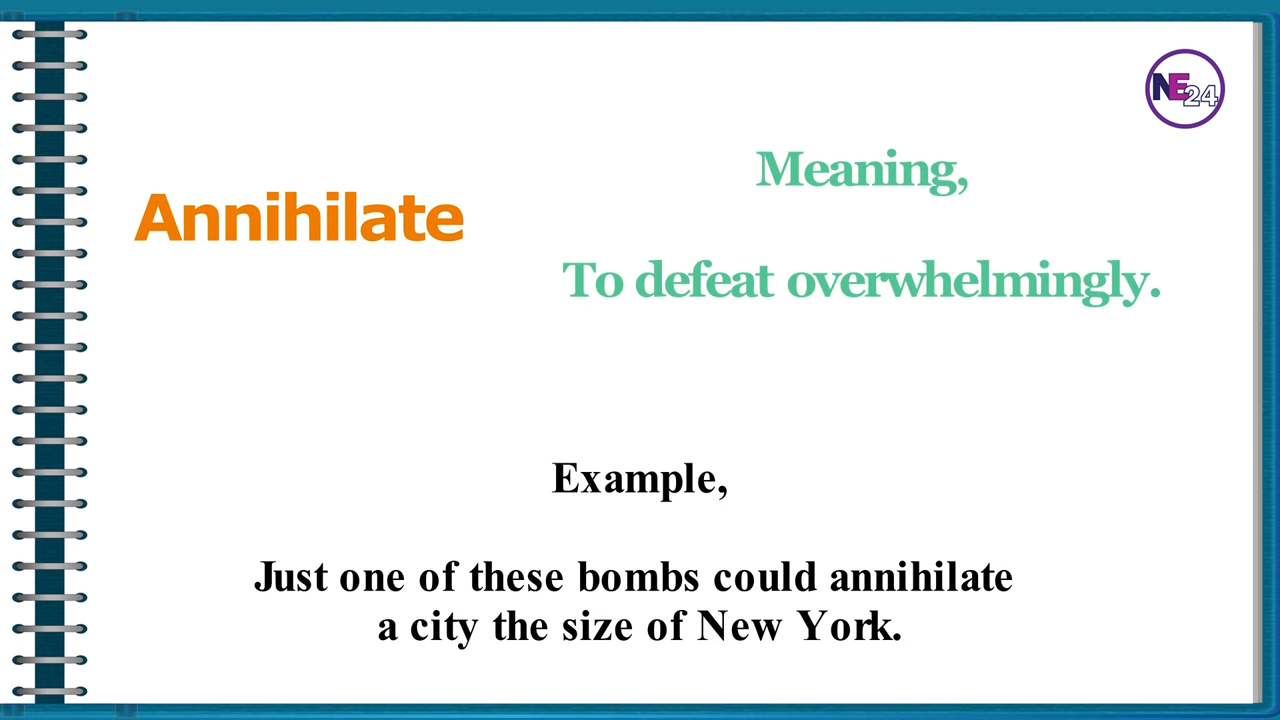 NE24
Annihilate
Meaning,
To defeat overwhelmingly.
Example,
Just one of these bombs could annihilate
a city the size of New York.